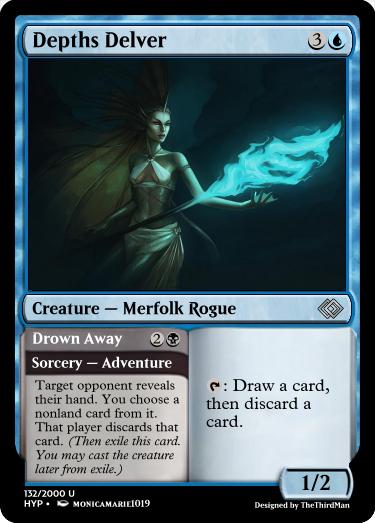 Depths Delver 3
Creature — Merfolk Rogue
Drown Away 2
Sorcery — Adventure
Target opponent reveals
their hand. You choose a
nonland card from it.
That player discards that
card. (Then exile this card.
You may cast the creature
later from exile.)
: Draw a card,
then discard a
card.
1/2
132/2000 U
HYP • MONICAMARIE1019
Designed by TheThirdMan